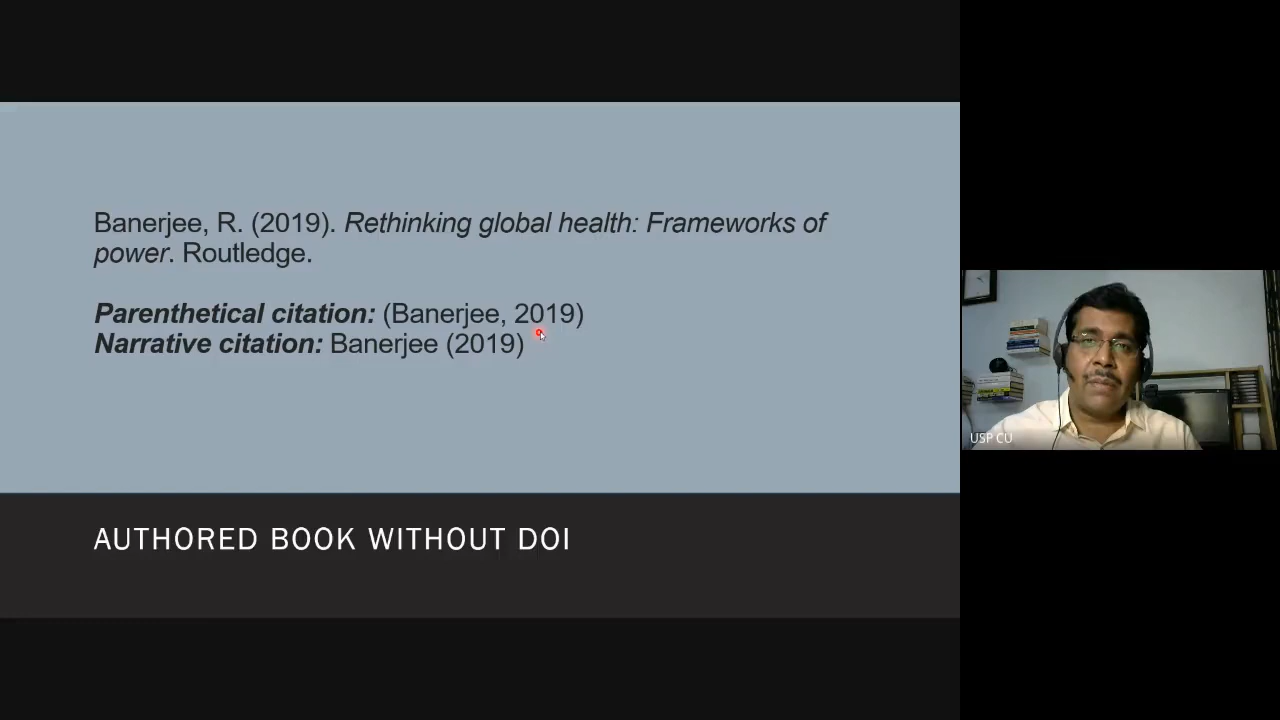 Banerjee, R. (2019). Rethinking global health: Frameworks of
power. Routledge.
Parenthetical citation: (Banerjee, 2019)
Narrative citation: Banerjee (2019)
AUTHORED BOOK WITHOUT DOI
USP CU